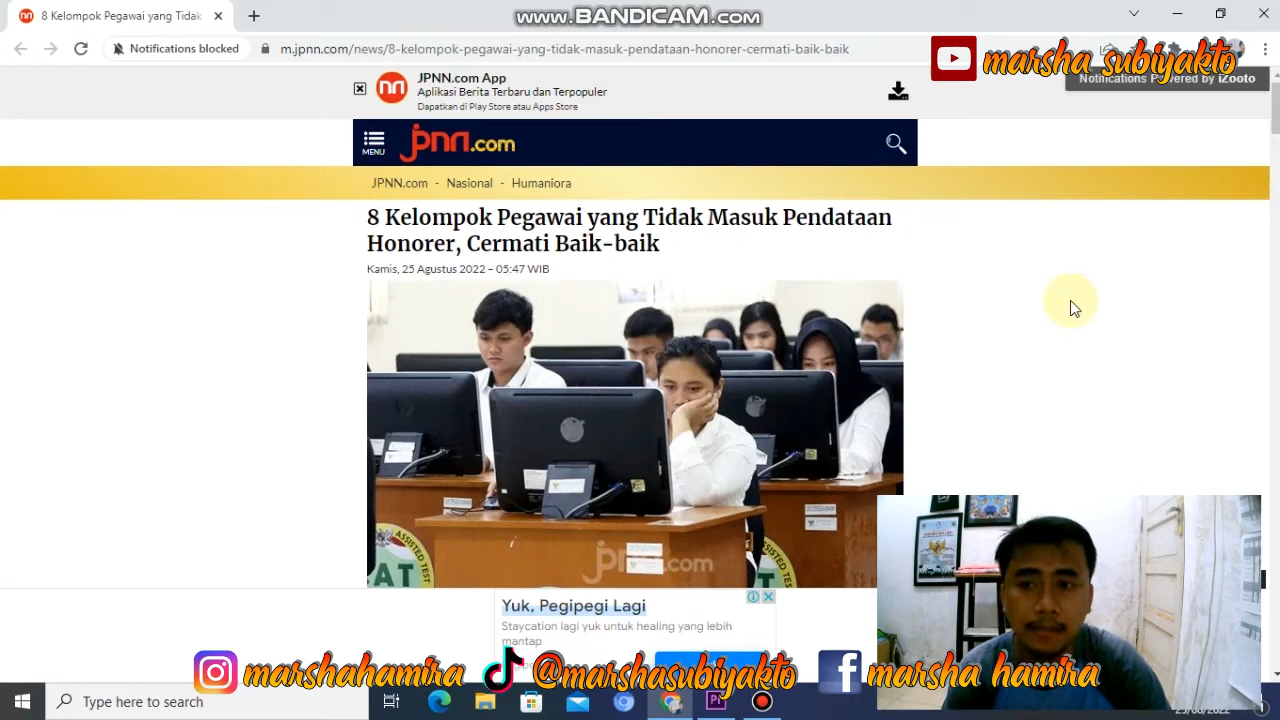 8 Kelompok Pegawai yang Tidak
www.BANDICAM.com
Notifications blocked
m.jpnn.com/news/8-kelompok-pegawai-yang-tidak-masuk-pendataan-honorer-cermati-baik-baik
marsha subiyakto
Notifications Powered by iZooto
JPNN.com App
Aplikasi Berita Terbaru dan Terpopuler
Dapatkan di Play Store atau Apps Store
MENU
jpnn.com
JPNN.com - Nasional - Humaniora
8 Kelompok Pegawai yang Tidak Masuk Pendataan
Honorer, Cermati Baik-baik
Kamis, 25 Agustus 2022 – 05:47 WIB
jpnn.com
Yuk, Pegipegi Lagi
Staycation lagi yuk untuk healing yang lebih
mantap
marshahamira
@marshasubiyakto
marsha hamira
Type here to search
Pr